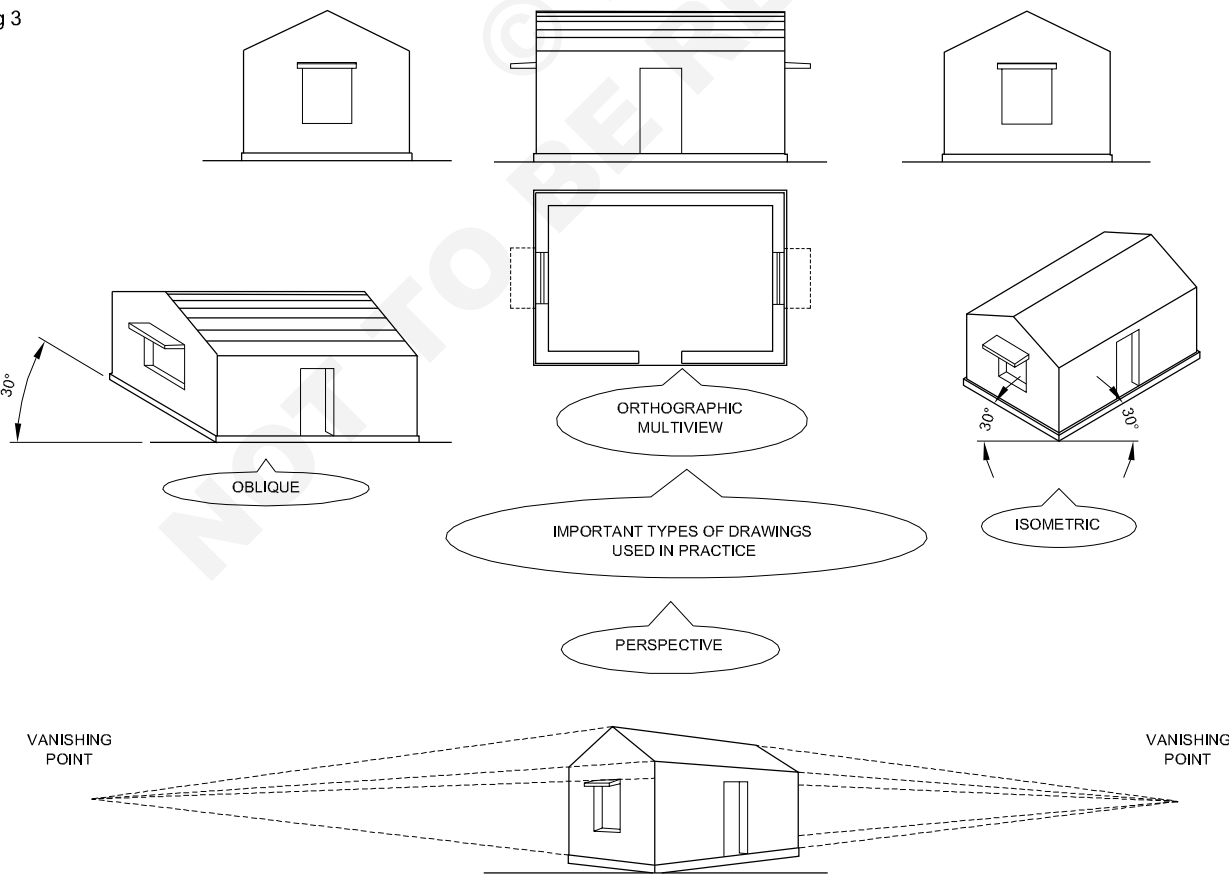 g 3
30°
OBLIQUE
ORTHOGRAPHIC
MULTIVIEW
30°
30°
ISOMETRIC
IMPORTANT TYPES OF DRAWINGS
USED IN PRACTICE
PERSPECTIVE
VANISHING
POINT
VANISHING
POINT
© 
NOT TO BE RE